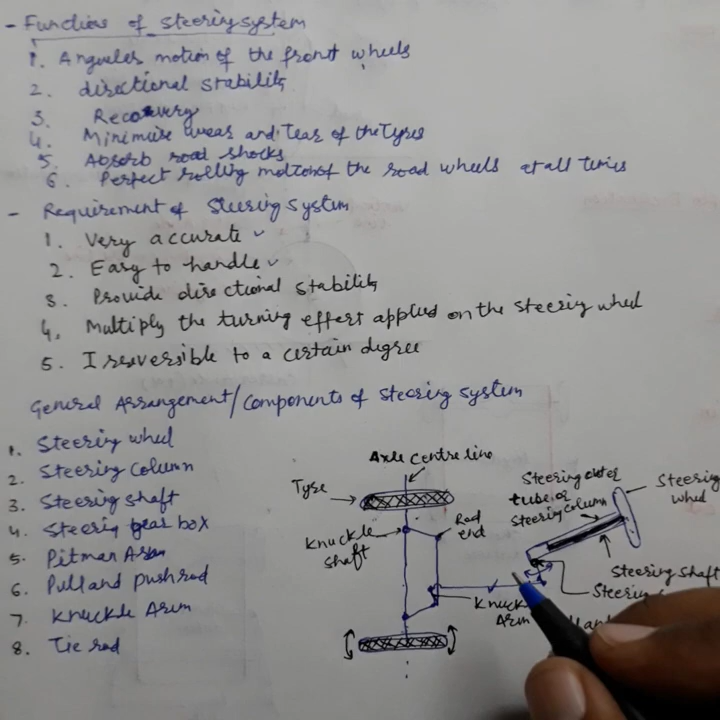 - Functions of steering system
1. Angular motion of the front wheels
2. directional stability
3. Recovery
4. Minimise wear and Tear of the Tyres
5. Absorb road shocks
6. Perfect rolling motion of the road wheels at all times
- Requirement of Steering System
1. Very accurate ✓
2. Easy to handle ✓
3. Provide directional stability
4. Multiply the turning effort applied on the steering wheel
5. Irreversible to a certain degree
General Arrangement/Components of Steering System
1. Steering wheel
2. Steering Column
3. Steering shaft
4. Steering gear box
5. Pitman Arm
6. Pull and push rod
7. Knuckle Arm
8. Tie rod
Axle centre line
Tyre
Knuckle
shaft
Rod
end
Knuckle
Arm
Steering outer
tube or
Steering column
Steering
wheel
Steering shaft
Steering